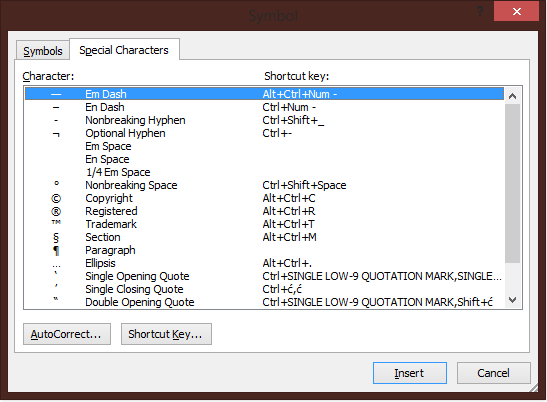 Symbol
?
Symbols Special Characters
Character: Shortcut key:
— Em Dash Alt+Ctrl+Num -
– En Dash Ctrl+Num -
- Nonbreaking Hyphen Ctrl+Shift+_
¬ Optional Hyphen Ctrl+-
Em Space
En Space
1/4 Em Space
° Nonbreaking Space Ctrl+Shift+Space
© Copyright Alt+Ctrl+C
® Registered Alt+Ctrl+R
™ Trademark Alt+Ctrl+T
§ Section Alt+Ctrl+M
¶ Paragraph
… Ellipsis Alt+Ctrl+.
‘ Single Opening Quote Ctrl+SINGLE LOW-9 QUOTATION MARK,SINGLE...
’ Single Closing Quote Ctrl+ć,ć
“ Double Opening Quote Ctrl+SINGLE LOW-9 QUOTATION MARK,Shift+ć
AutoCorrect... Shortcut Key...
Insert Cancel